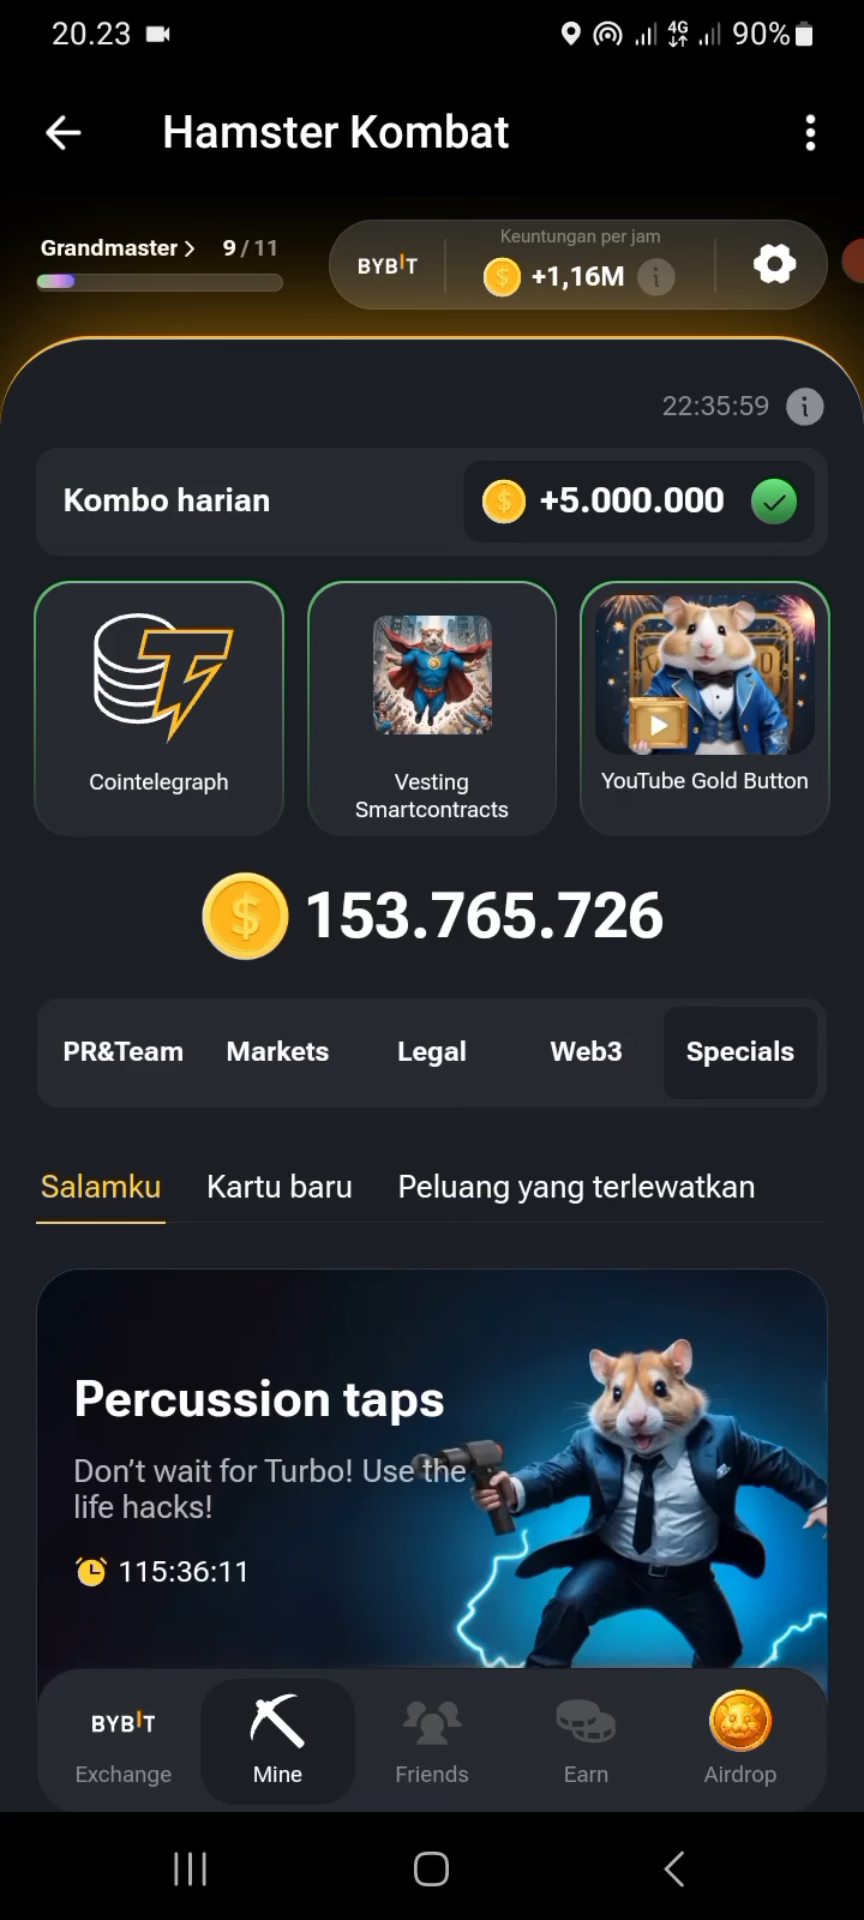 20.23
4G
90%
Hamster Kombat
Grandmaster > 9 / 11
BYBIT
Keuntungan per jam
+1,16M
22:35:59
Kombo harian
+5.000.000
Cointelegraph
Vesting
Smartcontracts
YouTube Gold Button
153.765.726
PR&Team Markets Legal Web3 Specials
Salamku Kartu baru Peluang yang terlewatkan
Percussion taps
Don’t wait for Turbo! Use the
life hacks!
115:36:11
BYBIT
Exchange Mine Friends Earn Airdrop